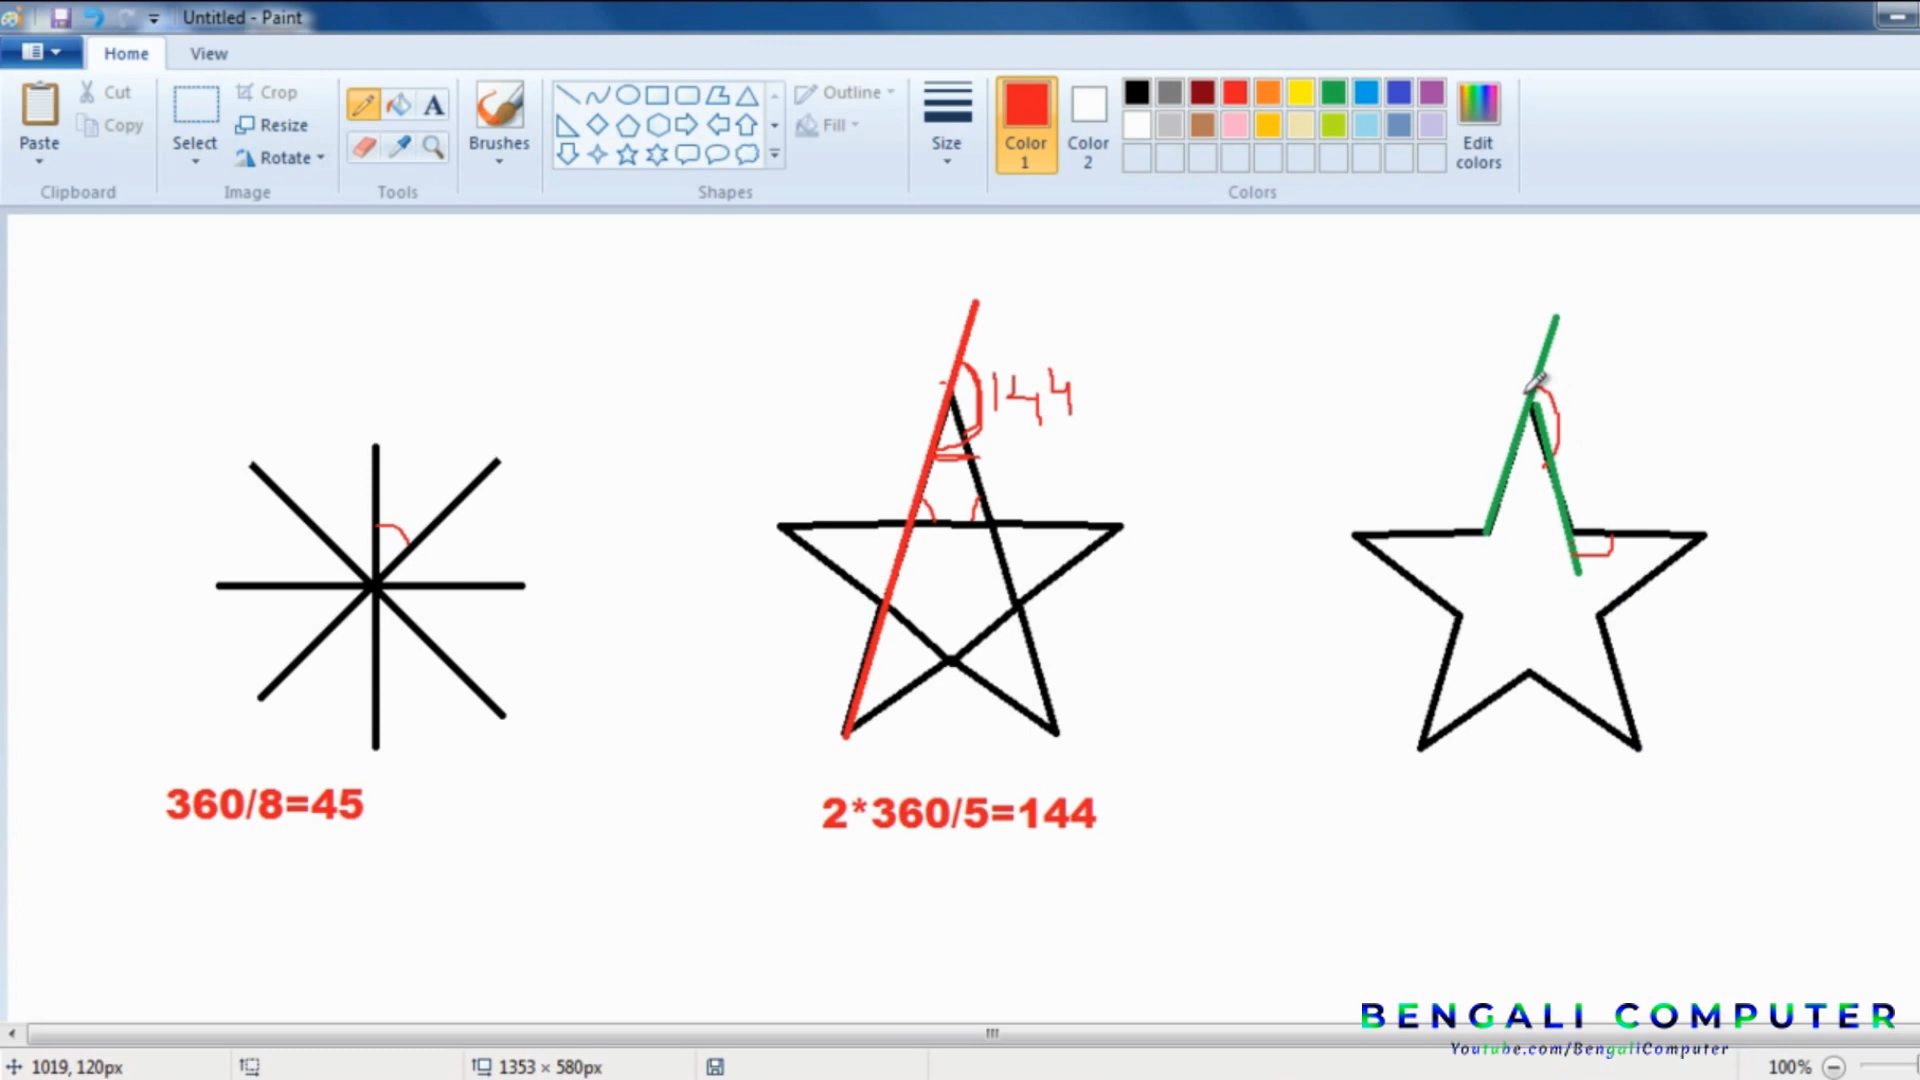 Untitled - Paint
Home
View
Paste
Cut
Copy
Clipboard
Select
Crop
Resize
Rotate
Image
A
Tools
Brushes
Shapes
Outline
Fill
Size
Color 1
Color 2
Edit colors
Colors
144
360/8=45
2*360/5=144
BENGALI COMPUTER
Youtube.com/BengaliComputer
1019, 120px
1353 × 580px
100%